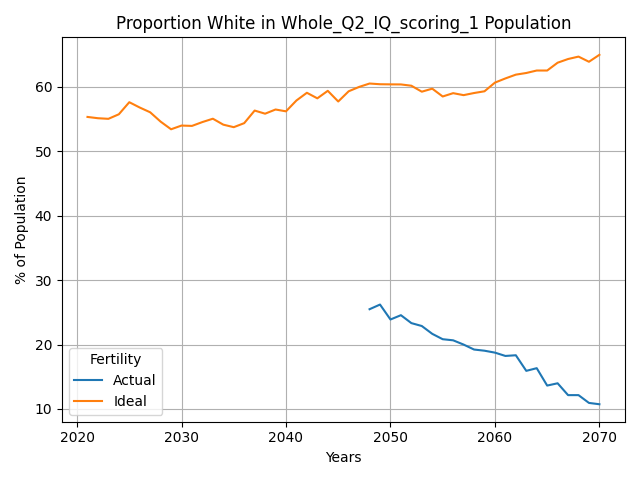 Proportion White in Whole_Q2_IQ_scoring_1 Population
% of Population
60
50
40
30
20
10
Fertility
Actual
Ideal
2020 2030 2040 2050 2060 2070
Years